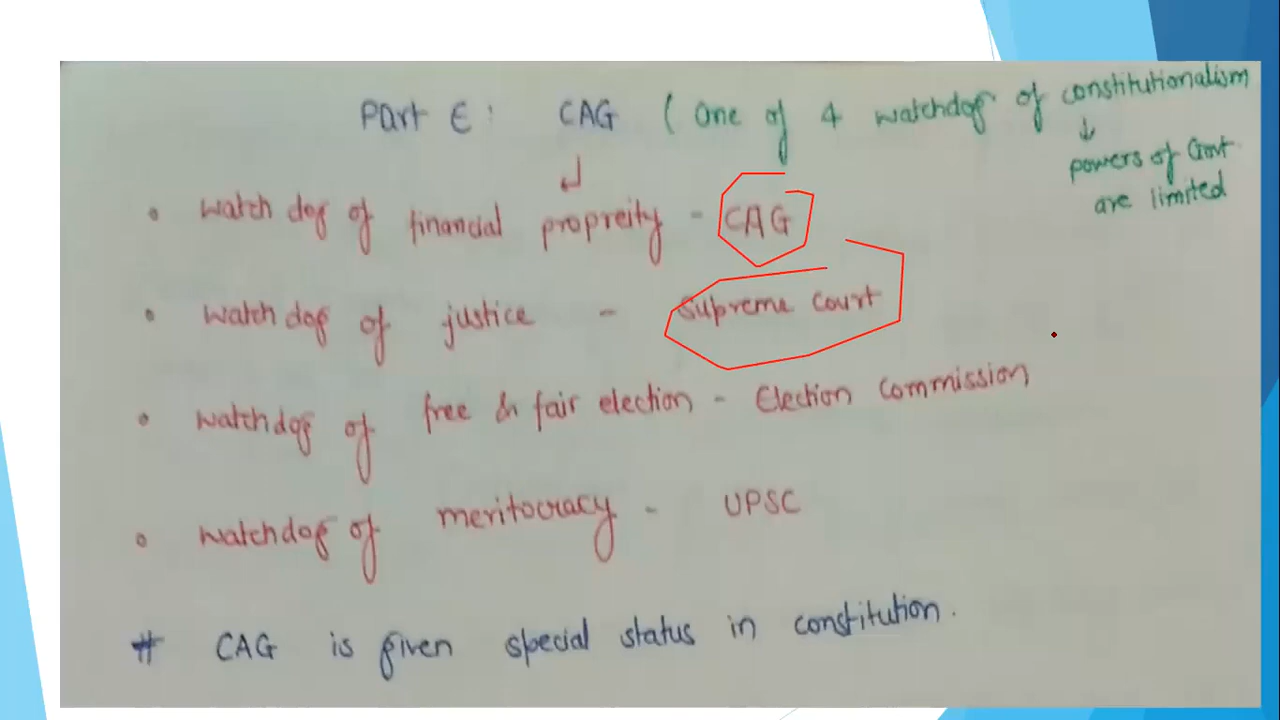 Part E: CAG (One of 4 watchdog of constitutionalism
↓
powers of Govt
are limited
• watch dog of financial propreity - CAG
• watch dog of justice - Supreme Court
• watchdog of free & fair election - Election Commission
• watchdog of meritocracy - UPSC
# CAG is given special status in constitution.